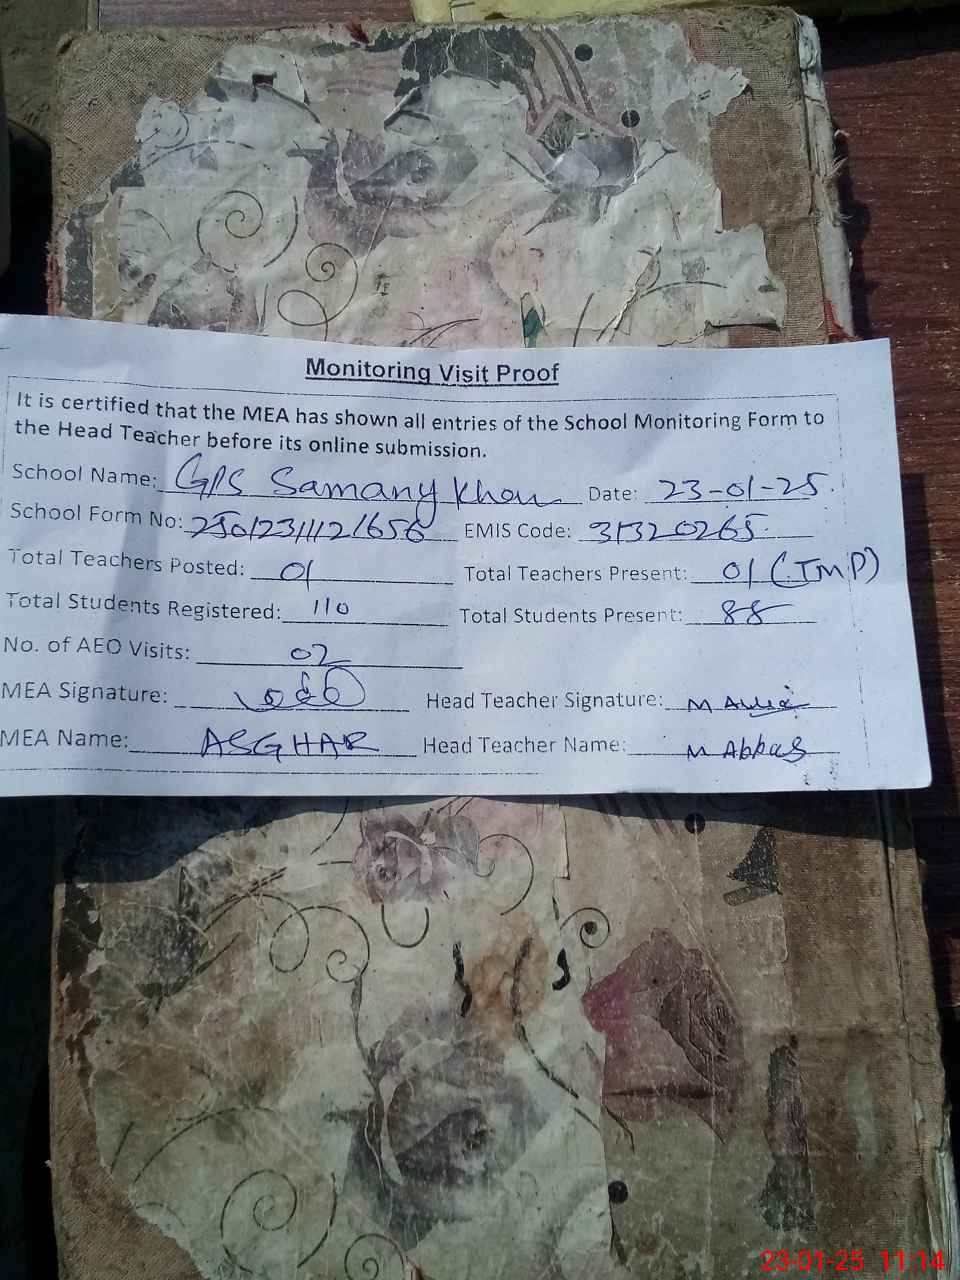 Monitoring Visit Proof
It is certified that the MEA has shown all entries of the School Monitoring Form to
the Head Teacher before its online submission.
School Name: GPS Samany Khan Date: 23-01-25.
School Form No: EMIS Code: 31320265.
Total Teachers Posted: 01 Total Teachers Present: 01 (TMP)
Total Students Registered: 110 Total Students Present: 88
No. of AEO Visits: 02
MEA Signature: Head Teacher Signature:
MEA Name: ASGHAR Head Teacher Name: M Abbas
23-01-25 11:14